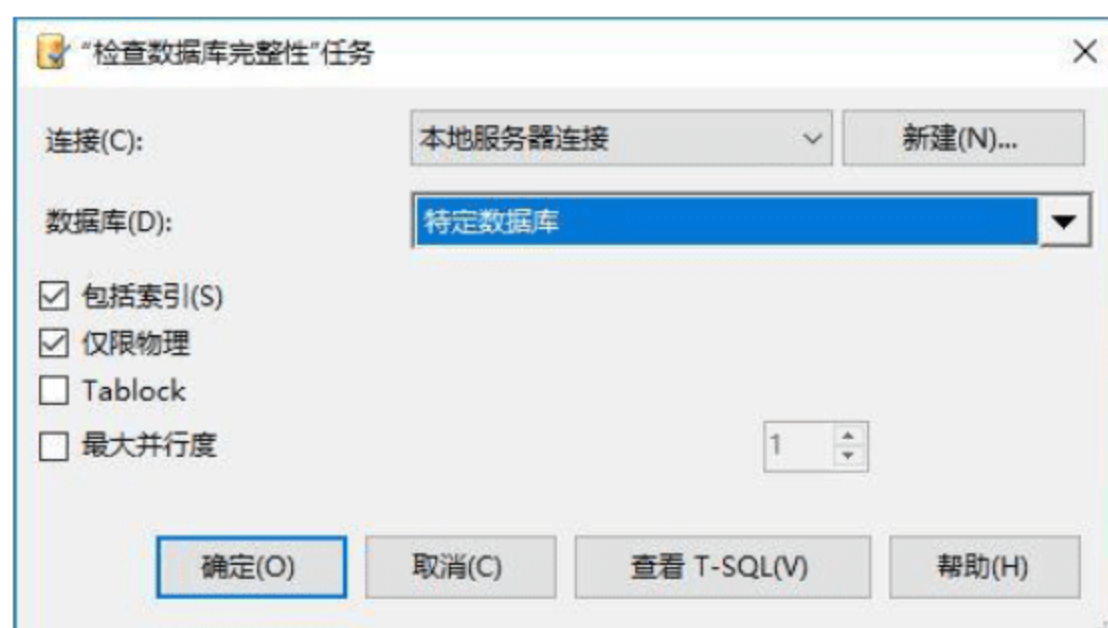 “检查数据库完整性”任务
连接(C): 本地服务器连接 新建(N)...
数据库(D): 特定数据库
包括索引(S)
仅限物理
Tablock
最大并行度 1
确定(O) 取消(C) 查看 T-SQL(V) 帮助(H)